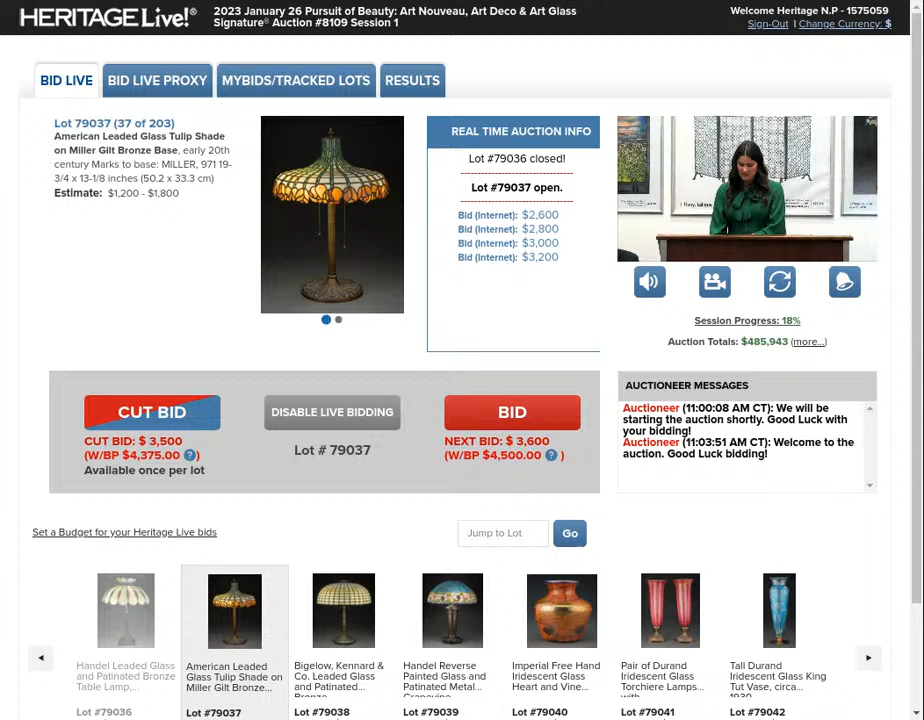 HERITAGE Live!®
2023 January 26 Pursuit of Beauty: Art Nouveau, Art Deco & Art Glass
Signature® Auction #8109 Session 1
Welcome Heritage N.P - 1575059
Sign-Out | Change Currency: $
BID LIVE
BID LIVE PROXY
MYBIDS/TRACKED LOTS
RESULTS
Lot 79037 (37 of 203)
American Leaded Glass Tulip Shade
on Miller Gilt Bronze Base, early 20th
century Marks to base: MILLER, 971 19-
3/4 x 13-1/8 inches (50.2 x 33.3 cm)
Estimate: $1,200 - $1,800
REAL TIME AUCTION INFO
Lot #79036 closed!
Lot #79037 open.
Bid (Internet): $2,600
Bid (Internet): $2,800
Bid (Internet): $3,000
Bid (Internet): $3,200
Session Progress: 18%
Auction Totals: $485,943 (more...)
CUT BID
CUT BID: $ 3,500
(W/BP $4,375.00 ?)
Available once per lot
DISABLE LIVE BIDDING
Lot # 79037
BID
NEXT BID: $ 3,600
(W/BP $4,500.00 ? )
AUCTIONEER MESSAGES
Auctioneer (11:00:08 AM CT): We will be
starting the auction shortly. Good Luck with
your bidding!
Auctioneer (11:03:51 AM CT): Welcome to the
auction. Good Luck bidding!
Set a Budget for your Heritage Live bids
Jump to Lot
Go
Handel Leaded Glass
and Patinated Bronze
Table Lamp,...
Lot #79036
American Leaded
Glass Tulip Shade on
Miller Gilt Bronze...
Lot #79037
Bigelow, Kennard &
Co. Leaded Glass
and Patinated
Bronze...
Lot #79038
Handel Reverse
Painted Glass and
Patinated Metal
Grapevine...
Lot #79039
Imperial Free Hand
Iridescent Glass
Heart and Vine...
Lot #79040
Pair of Durand
Iridescent Glass
Torchiere Lamps
with...
Lot #79041
Tall Durand
Iridescent Glass King
Tut Vase, circa
1930...
Lot #79042